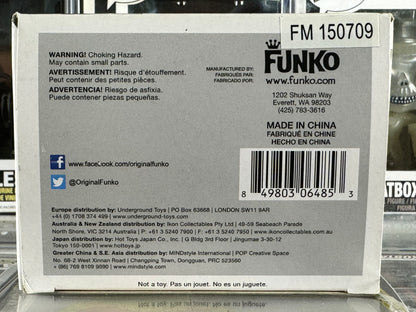 FM 150709
WARNING! Choking Hazard.
May contain small parts.
AVERTISSEMENT! Risque d'étouffement.
Peut contenir des petites pièces.
ADVERTENCIA! Riesgo de asfixia.
Puede contener piezas pequeñas.
MANUFACTURED BY:
FABRIQUÉ PAR:
FABRICADO POR:
FUNKO
www.funko.com
1202 Shuksan Way
Everett, WA 98203
(425) 783-3616
MADE IN CHINA
FABRIQUÉ EN CHINE
HECHO EN CHINA
www.facebook.com/originalfunko
@OriginalFunko
8 49803 06485 3
Europe distribution by: Underground Toys | PO Box 63668 | LONDON SW11 9AR
+44 (0) 1708 374 499 | www.underground-toys.com
Australia & New Zealand distribution by: Ikon Collectables Pty Ltd | 49-59 Seabeach Parade
North Shore, VIC 3214 Australia | P: +61 3 5240 7900 | F: +61 3 5240 7950 | www.ikoncollectables.com.au
Japan distribution by: Hot Toys Japan Co., Inc. | G Bldg 3rd Floor | Jingumae 3-30-12
Tokyo 150-0001 | www.hottoys.jp
Greater China & S.E. Asia distribution by: MINDstyle International | POP Creative Space
No. 68-2 West Xinnan Road | Chengping Town, Dongguan, PRC 523560
+ (86) 769 8109 9090 | www.mindstyle.com
Not a toy. Pas un jouet. No es un juguete.
ATBOX